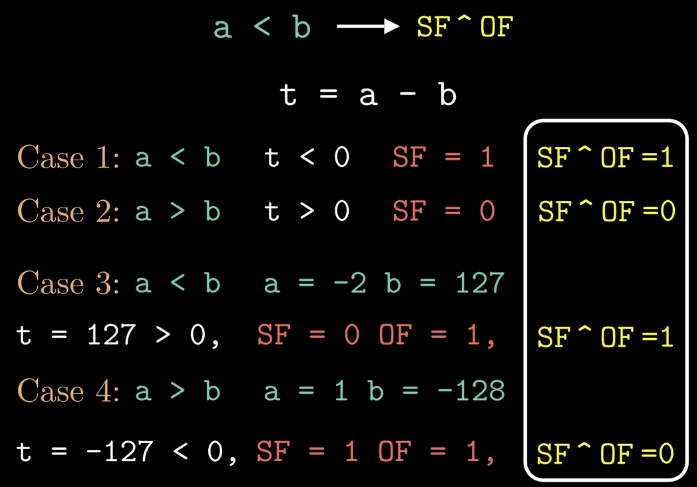 a < b → SF^OF
t = a - b
Case 1: a < b t < 0 SF = 1 SF^OF=1
Case 2: a > b t > 0 SF = 0 SF^OF=0
Case 3: a < b a = -2 b = 127
t = 127 > 0, SF = 0 OF = 1, SF^OF=1
Case 4: a > b a = 1 b = -128
t = -127 < 0, SF = 1 OF = 1, SF^OF=0